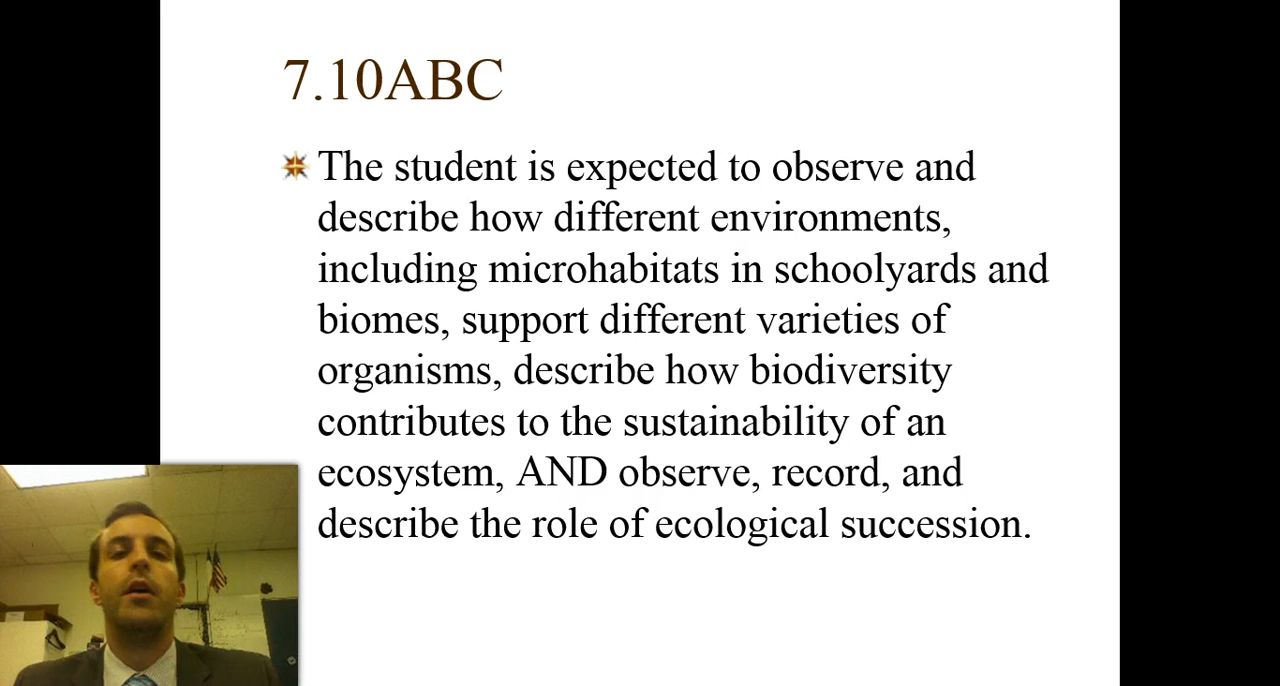 7.10ABC
The student is expected to observe and
describe how different environments,
including microhabitats in schoolyards and
biomes, support different varieties of
organisms, describe how biodiversity
contributes to the sustainability of an
ecosystem, AND observe, record, and
describe the role of ecological succession.